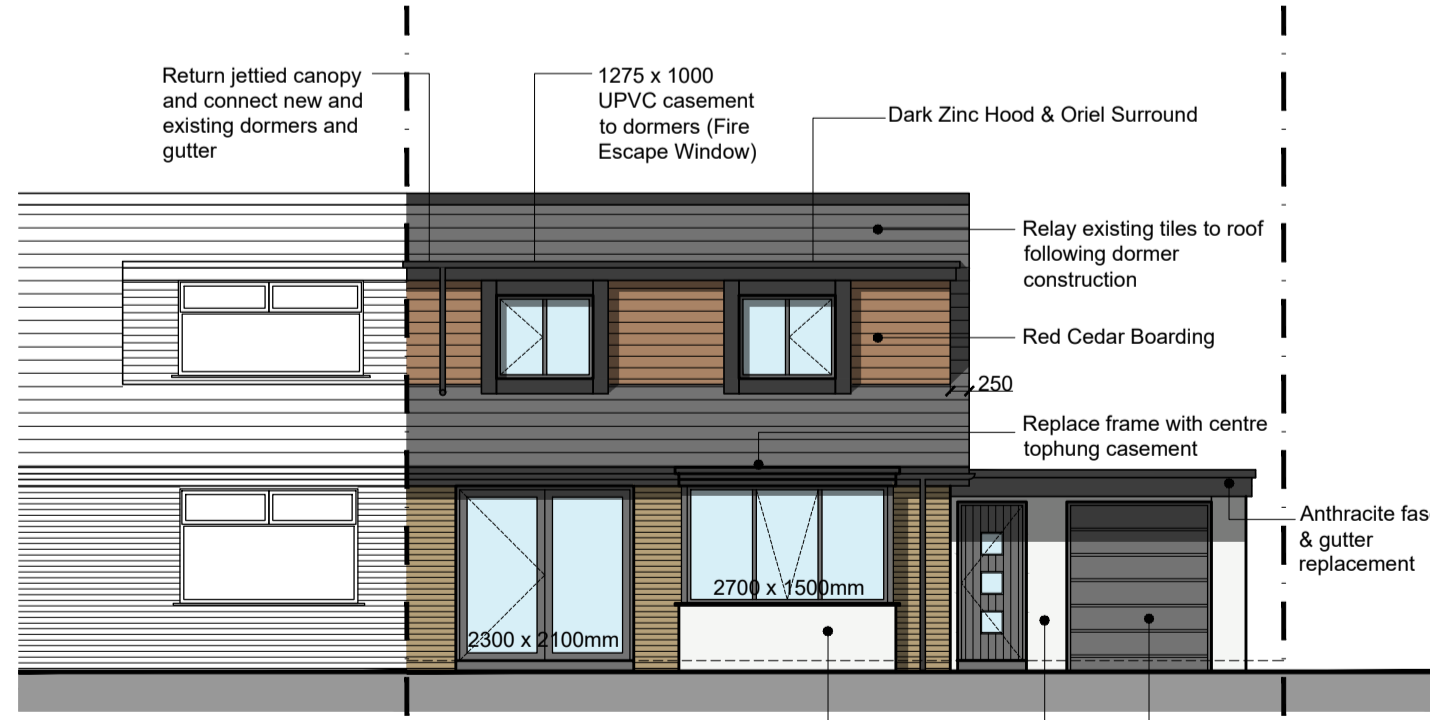 Return jettied canopy
and connect new and
existing dormers and
gutter
1275 x 1000
UPVC casement
to dormers (Fire
Escape Window)
Dark Zinc Hood & Oriel Surround
Relay existing tiles to roof
following dormer
construction
Red Cedar Boarding
250
Replace frame with centre
tophung casement
Anthracite
& gutter
replacement
2700 x 1500mm
2300 x 2100mm